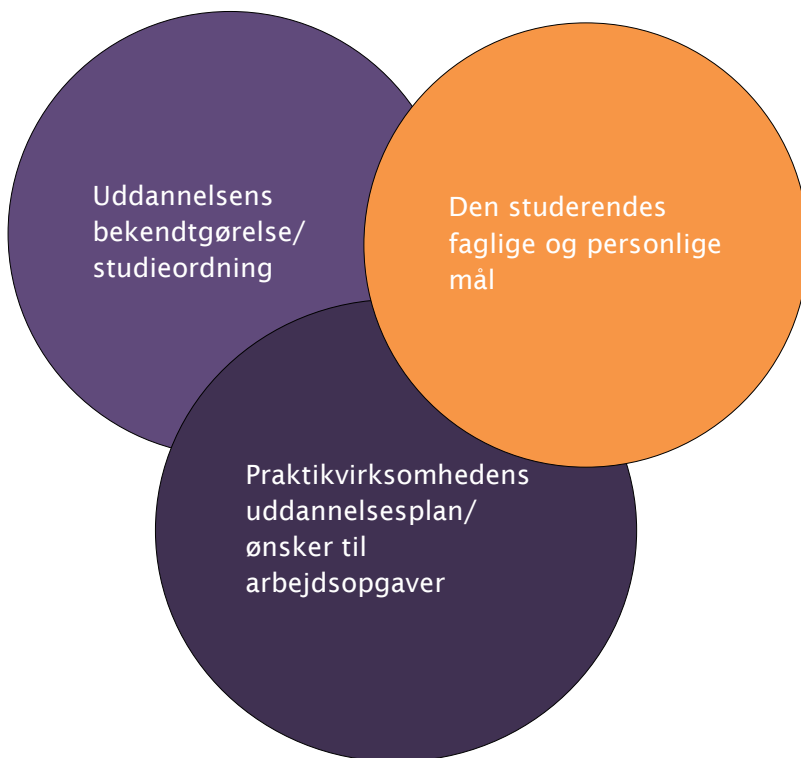 Uddannelsens
bekendtgørelse/
studieordning
Den studerendes
faglige og personlige
mål
Praktikvirksomhedens
uddannelsesplan/
ønsker til
arbejdsopgaver